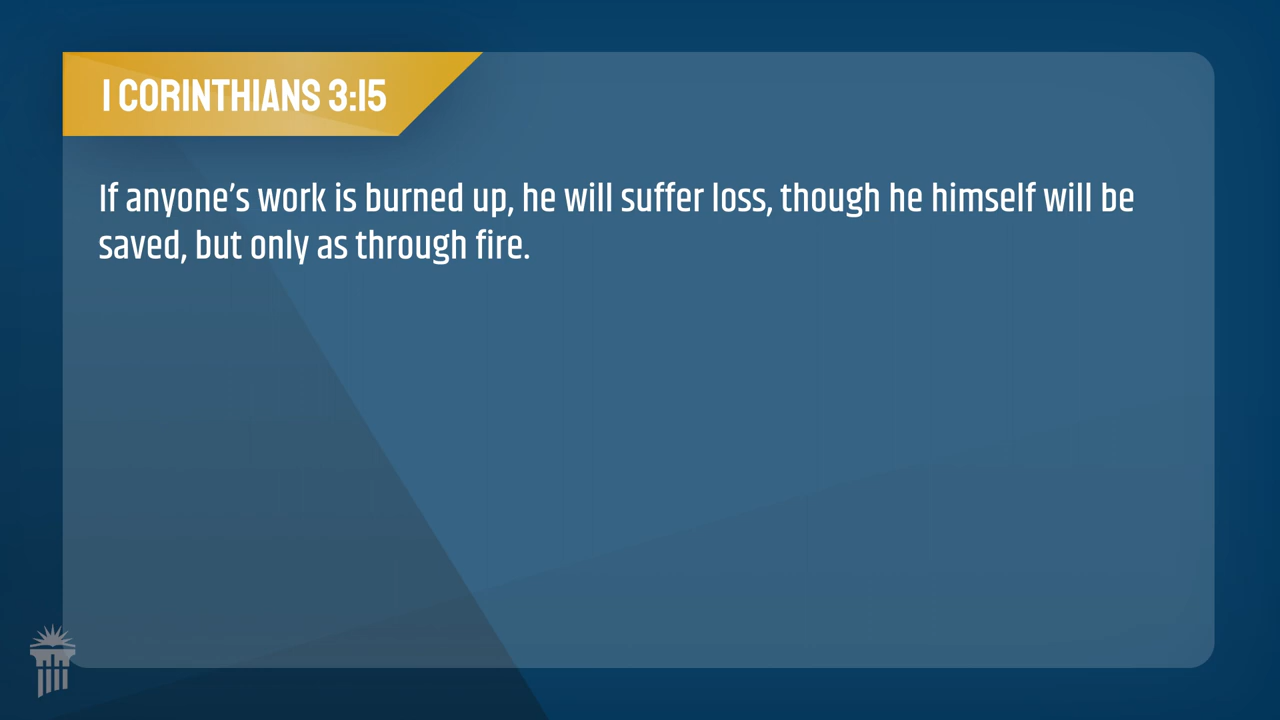 1 CORINTHIANS 3:15
If anyone’s work is burned up, he will suffer loss, though he himself will be
saved, but only as through fire.